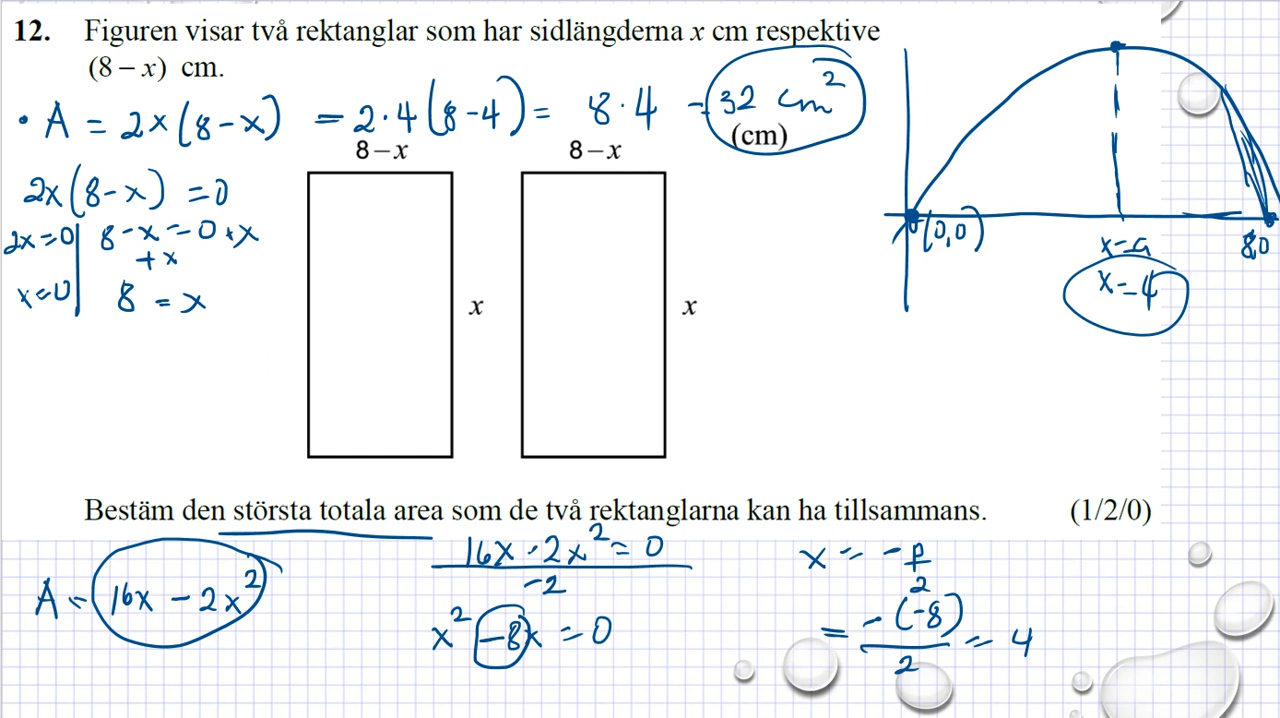 12. Figuren visar två rektanglar som har sidlängderna x cm respektive
(8 – x) cm.
• A = 2x(8-x) = 2·4(8-4) = 8·4 = 32 cm²
(cm)
8 – x 8 – x
2x(8-x) = 0
2x=0 | 8-x=0 +x
+x
x=0 | 8 = x
x x
(0,0)
x=a
8,0
x=4
Bestäm den största totala area som de två rektanglarna kan ha tillsammans. (1/2/0)
A = 16x - 2x²
16x - 2x² = 0
-2
x² -8x = 0
x = -p
2
= -(-8) = 4
2